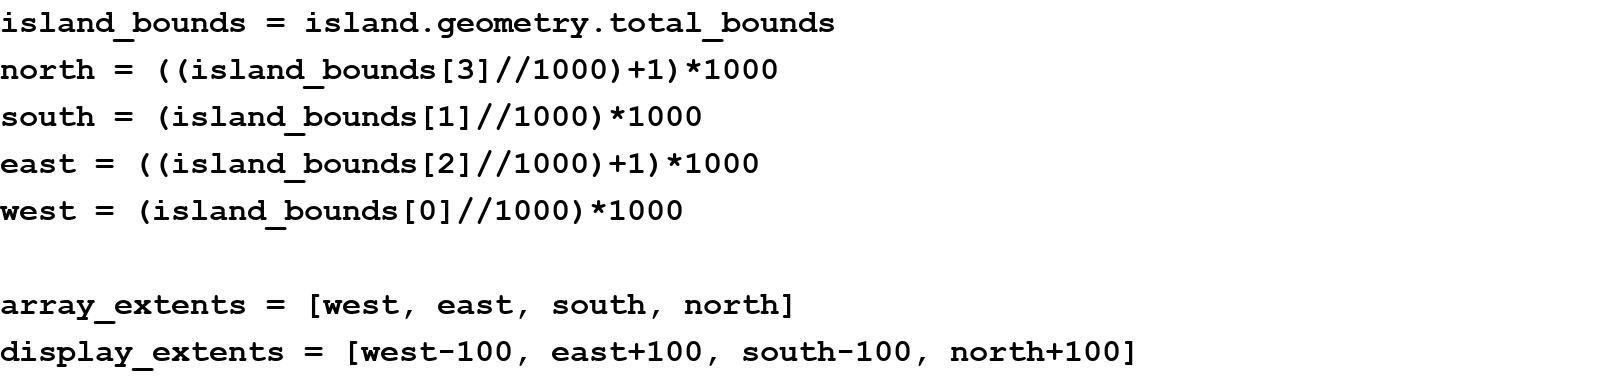 island_bounds = island.geometry.total_bounds
north = ((island_bounds[3]//1000)+1)*1000
south = (island_bounds[1]//1000)*1000
east = ((island_bounds[2]//1000)+1)*1000
west = (island_bounds[0]//1000)*1000

array_extents = [west, east, south, north]
display_extents = [west-100, east+100, south-100, north+100]